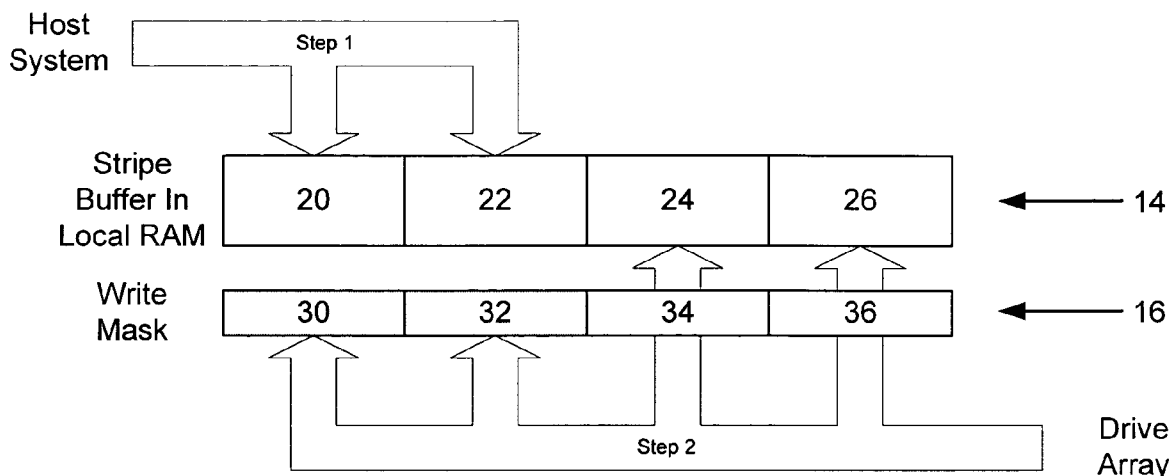 Host
System
Step 1
Stripe
Buffer In
Local RAM
20 22 24 26
14
Write
Mask
30 32 34 36
16
Step 2
Drive
Array